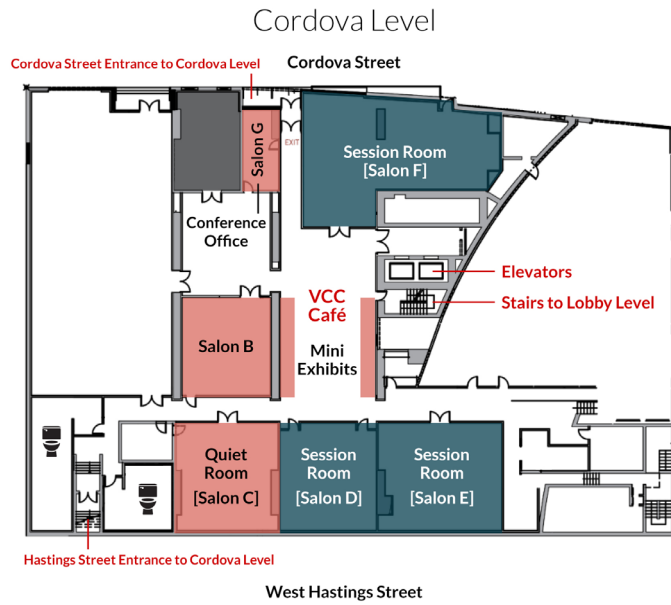 Cordova Level
Cordova Street Entrance to Cordova Level
Cordova Street
Salon G
EXIT
Session Room
[Salon F]
Conference
Office
Elevators
Stairs to Lobby Level
VCC
Café
Mini
Exhibits
Salon B
Quiet
Room
[Salon C]
Session
Room
[Salon D]
Session
Room
[Salon E]
Hastings Street Entrance to Cordova Level
West Hastings Street